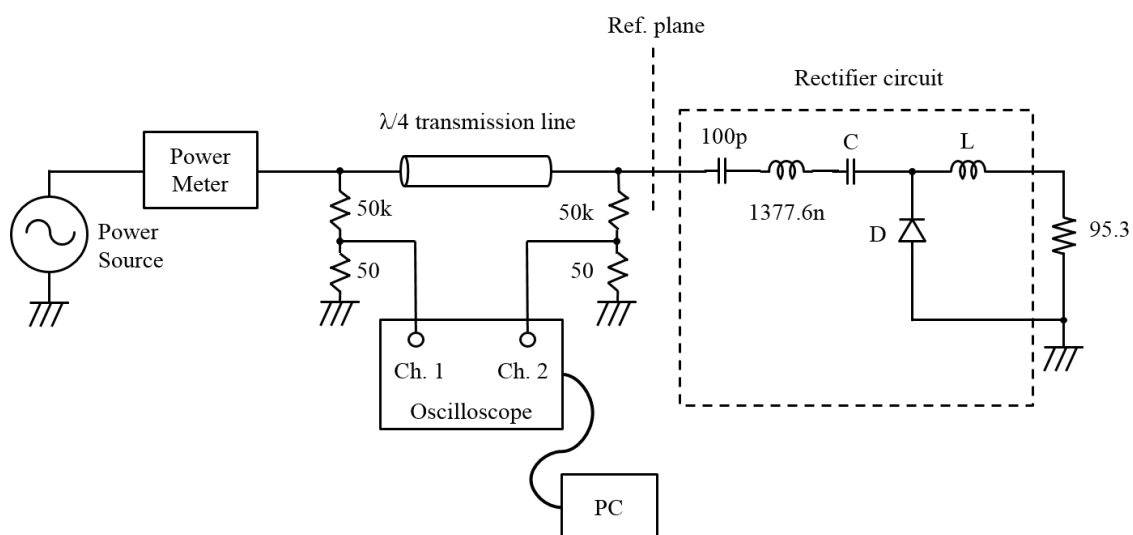 Ref. plane
Rectifier circuit
λ/4 transmission line
100p
C
L
Power
Meter
50k
50k
1377.6n
D
95.3
Power
Source
50
50
Ch. 1
Ch. 2
Oscilloscope
PC